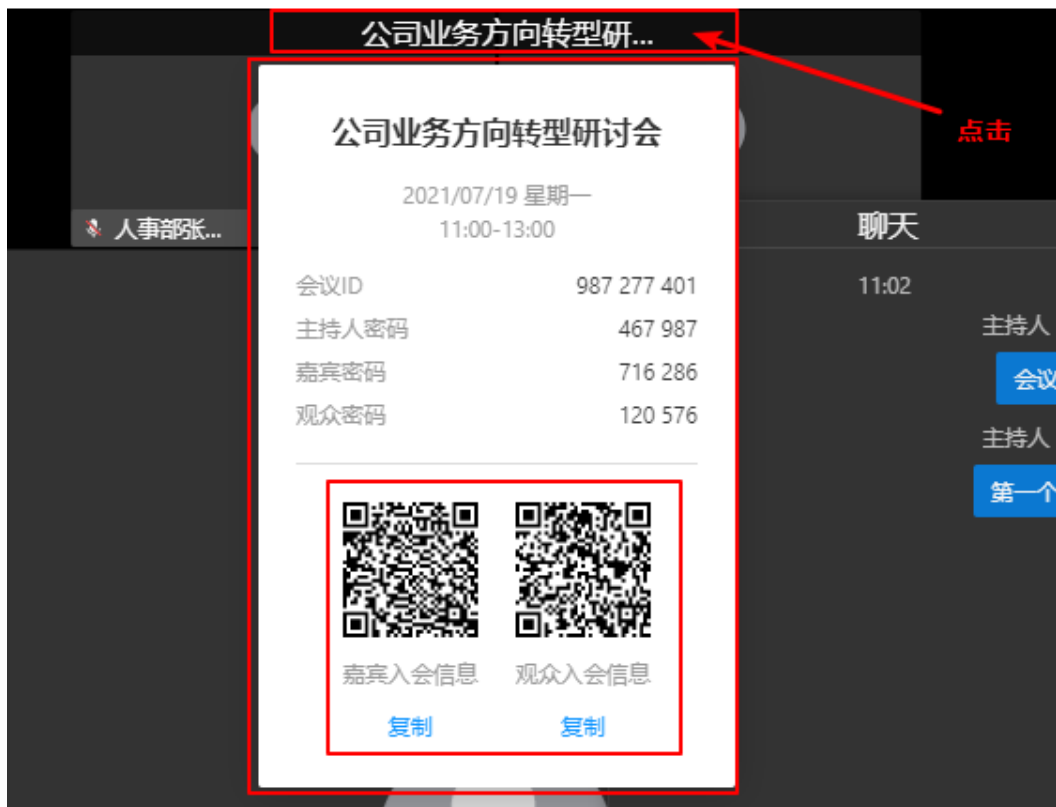 公司业务方向转型研...
公司业务方向转型研讨会
点击
2021/07/19 星期一
11:00-13:00
人事部张...
聊天
会议ID 987 277 401
11:02
主持人密码 467 987
主持人
嘉宾密码 716 286
会议
观众密码 120 576
主持人
第一个
嘉宾入会信息 观众入会信息
复制 复制